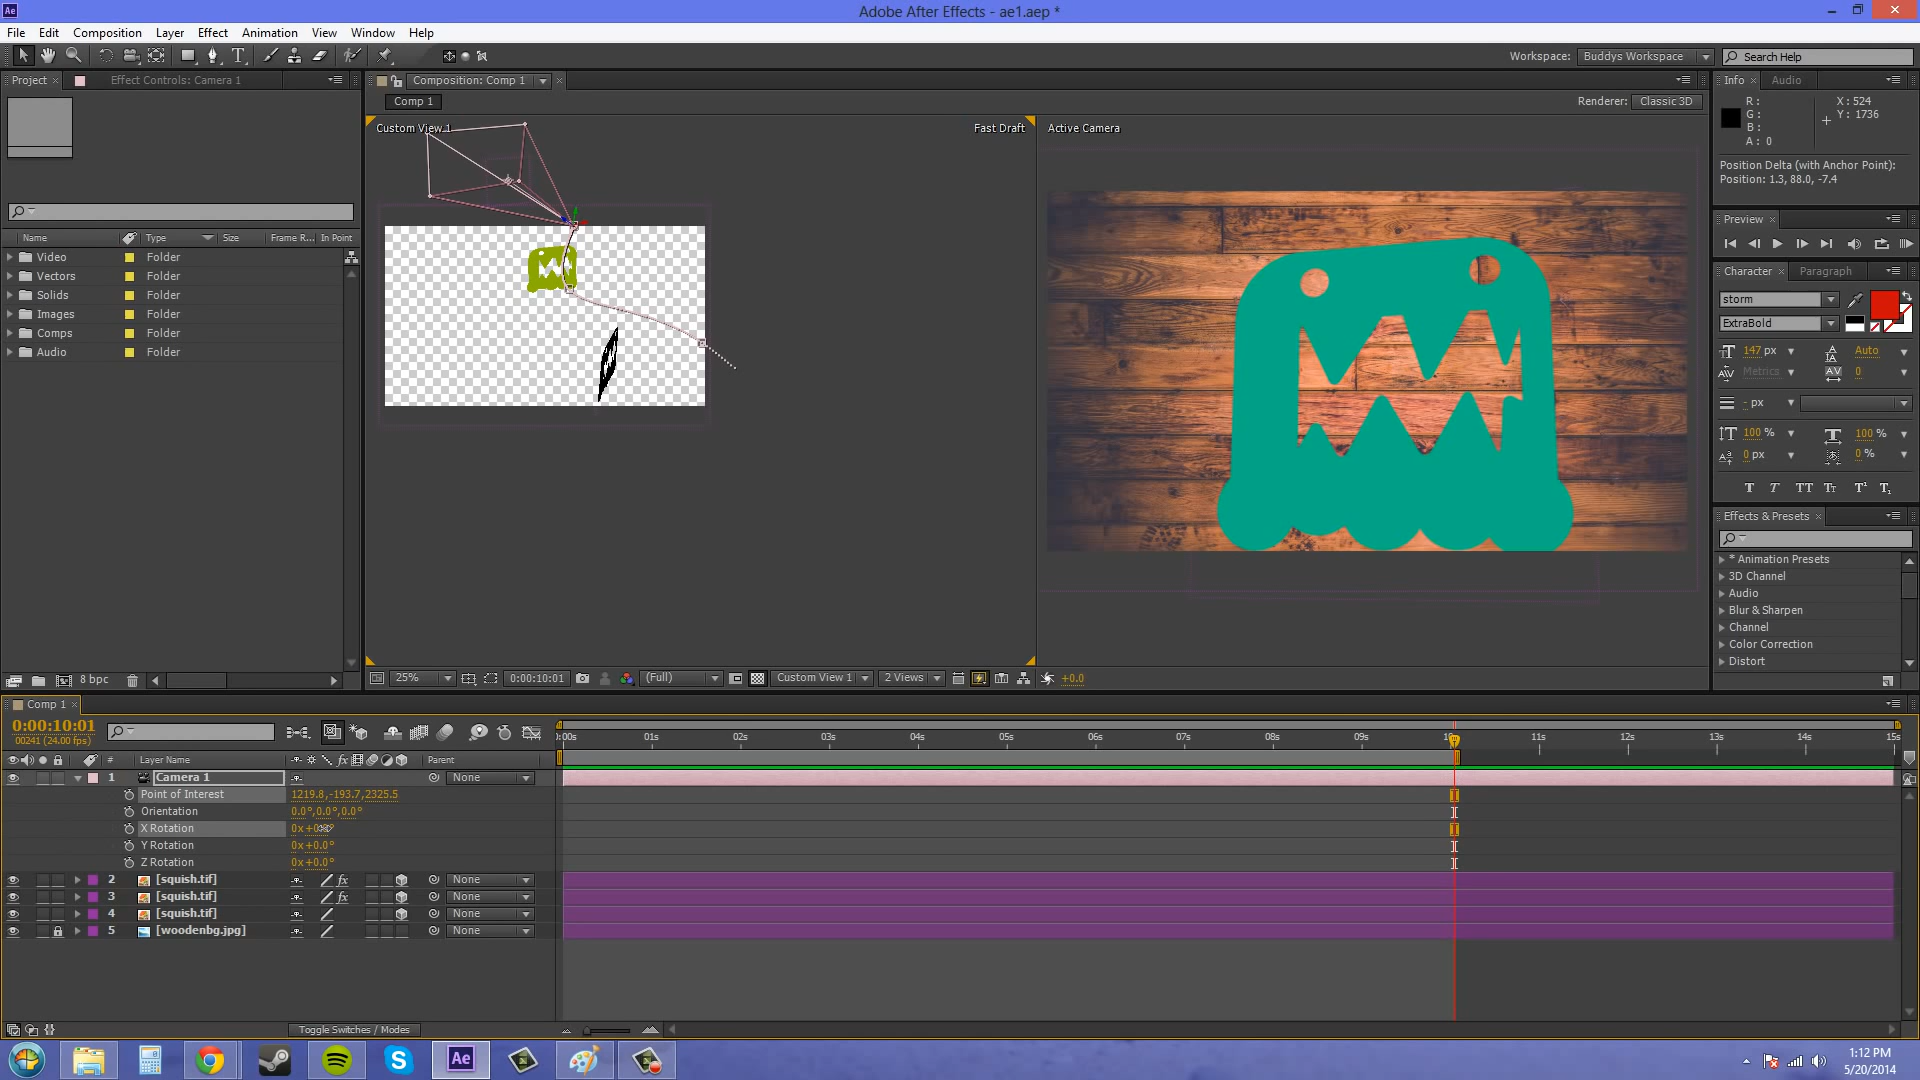 Adobe After Effects - ae1.aep *
File Edit Composition Layer Effect Animation View Window Help
Workspace: Buddys Workspace Search Help
Project Effect Controls: Camera 1
Composition: Comp 1
Comp 1
Renderer: Classic 3D
Custom View 1 Fast Draft Active Camera
Info Audio
R: X: 524
G: Y: 1736
B:
A: 0
Position Delta (with Anchor Point):
Position: 1.3, 88.0, -7.4
Preview
Character Paragraph
storm
ExtraBold
147 px Auto
Metrics 0
- px
100 % 100 %
0 px 0 %
Effects & Presets
* Animation Presets
3D Channel
Audio
Blur & Sharpen
Channel
Color Correction
Distort
Name Type Size Frame R... In Point
Video Folder
Vectors Folder
Solids Folder
Images Folder
Comps Folder
Audio Folder
8 bpc
25% 0:00:10:01 (Full) Custom View 1 2 Views +0.0
Comp 1
0:00:10:01
00241 (24.00 fps)
:00s 01s 02s 03s 04s 05s 06s 07s 08s 09s 11s 12s 13s 14s 15s
# Layer Name Parent
1 Camera 1 None
Point of Interest 1219.8,-193.7,2325.5
Orientation 0.0°,0.0°,0.0°
X Rotation
Y Rotation 0x+0.0°
Z Rotation 0x+0.0°
2 [squish.tif] fx None
3 [squish.tif] fx None
4 [squish.tif] None
5 [woodenbg.jpg] None
Toggle Switches / Modes
Ae
1:12 PM
5/20/2014